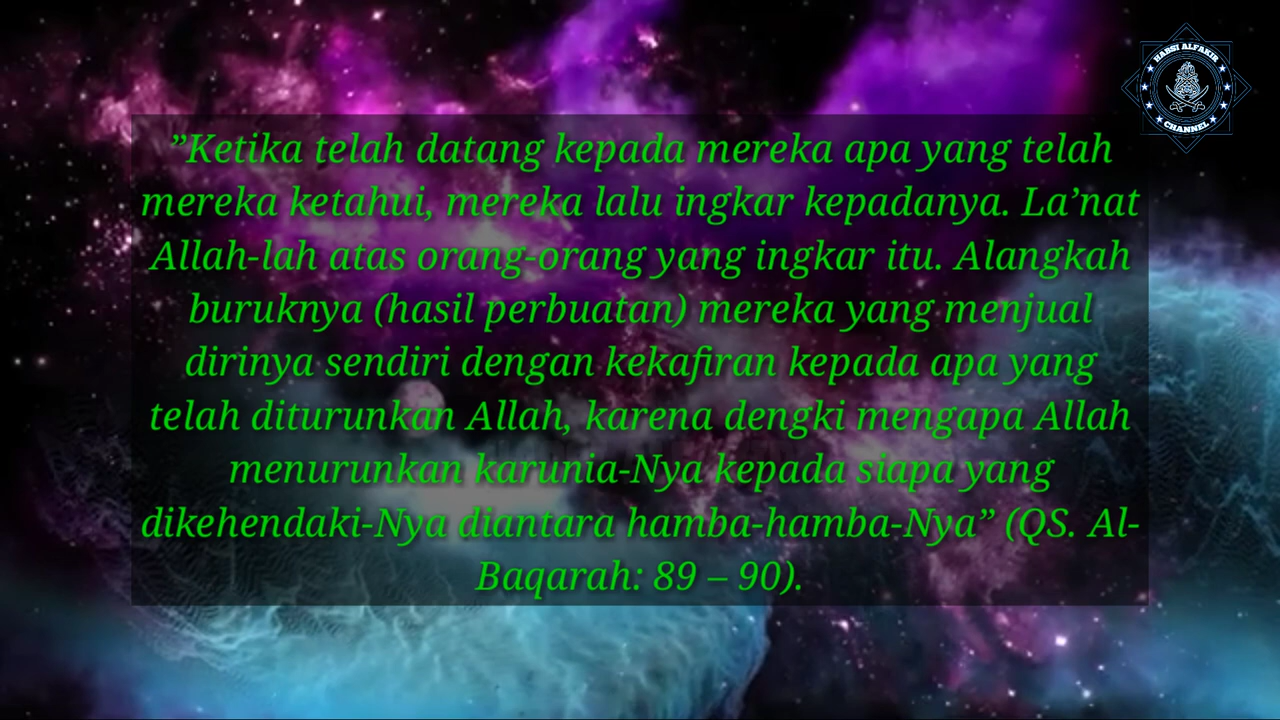 HABSI ALFAKIR
CHANNEL
”Ketika telah datang kepada mereka apa yang telah
mereka ketahui, mereka lalu ingkar kepadanya. La’nat
Allah-lah atas orang-orang yang ingkar itu. Alangkah
buruknya (hasil perbuatan) mereka yang menjual
dirinya sendiri dengan kekafiran kepada apa yang
telah diturunkan Allah, karena dengki mengapa Allah
menurunkan karunia-Nya kepada siapa yang
dikehendaki-Nya diantara hamba-hamba-Nya” (QS. Al-
Baqarah: 89 – 90).